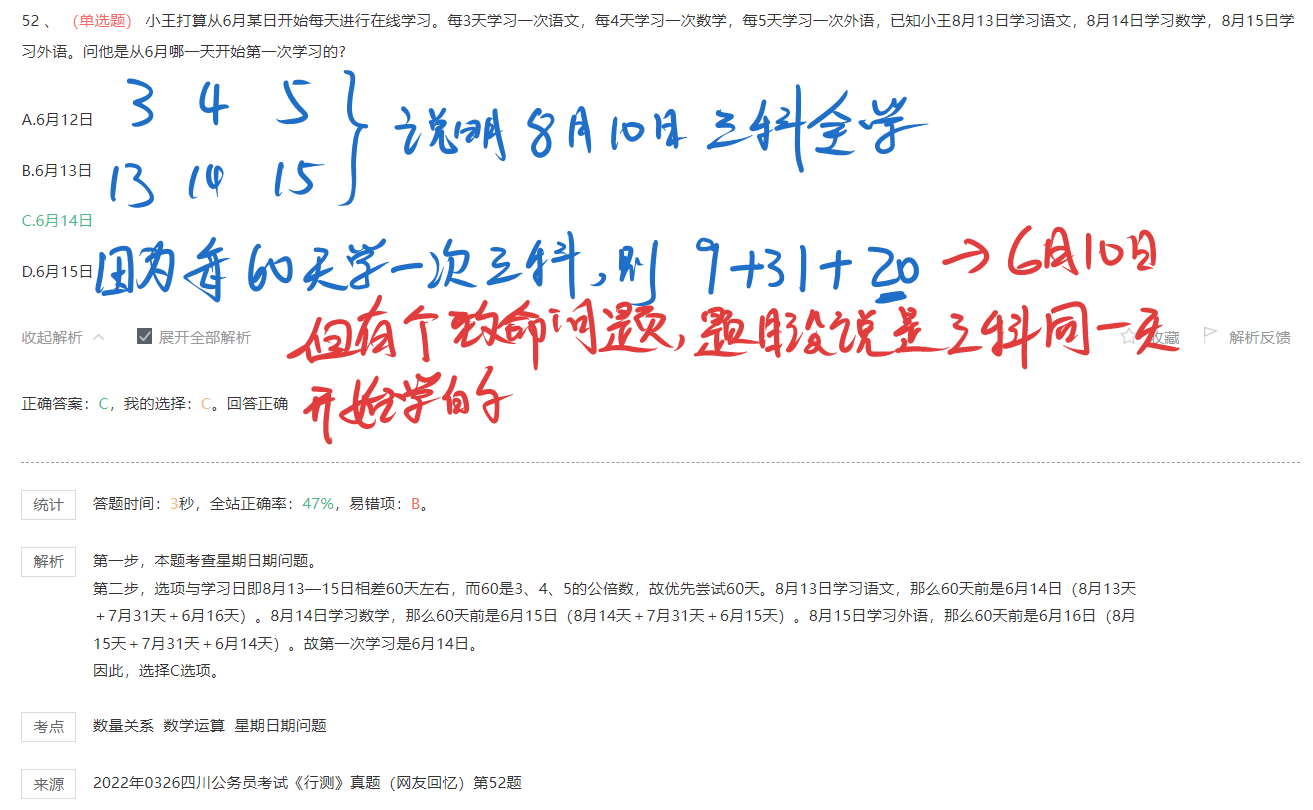 52 、 （单选题） 小王打算从6月某日开始每天进行在线学习。每3天学习一次语文，每4天学习一次数学，每5天学习一次外语，已知小王8月13日学习语文，8月14日学习数学，8月15日学
习外语。问他是从6月哪一天开始第一次学习的?
3 4 5
A.6月12日
说明8月10日三科全学
B.6月13日
13 14 15
C.6月14日
因为每60天学一次三科,则 9+31+20 → 6月10日
D.6月15日
但有个致命问题,题目没说是三科同一天
收起解析
展开全部解析
收藏
解析反馈
开始学的
正确答案：C，我的选择：C。回答正确
统计
答题时间：3秒，全站正确率：47%，易错项：B。
解析
第一步，本题考查星期日期问题。
第二步，选项与学习日即8月13—15日相差60天左右，而60是3、4、5的公倍数，故优先尝试60天。8月13日学习语文，那么60天前是6月14日（8月13天
＋7月31天＋6月16天）。8月14日学习数学，那么60天前是6月15日（8月14天＋7月31天＋6月15天）。8月15日学习外语，那么60天前是6月16日（8月
15天＋7月31天＋6月14天）。故第一次学习是6月14日。
因此，选择C选项。
考点
数量关系 数学运算 星期日期问题
来源
2022年0326四川公务员考试《行测》真题（网友回忆）第52题